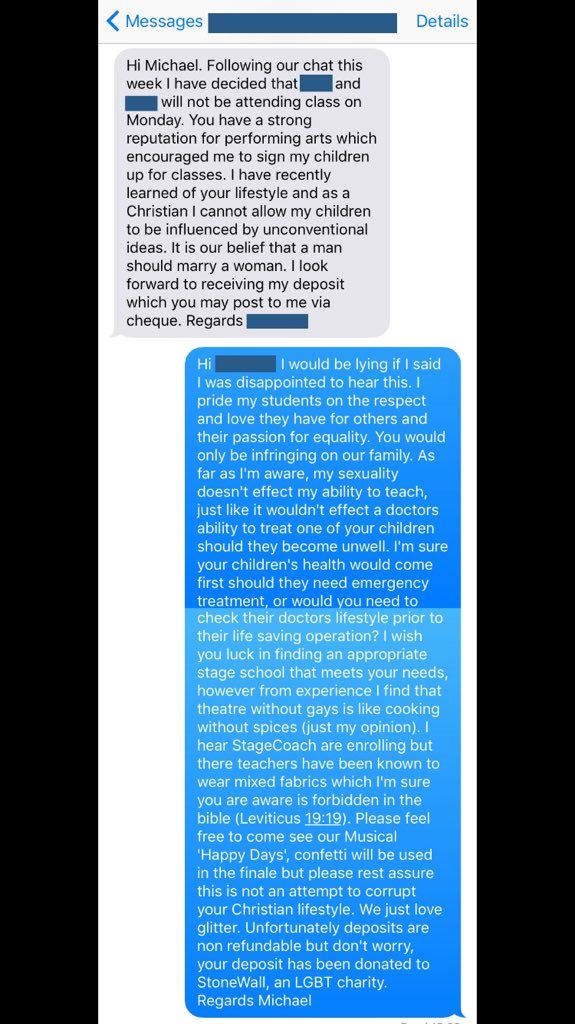 Messages
Details
Hi Michael. Following our chat this
week I have decided that and
will not be attending class on
Monday. You have a strong
reputation for performing arts which
encouraged me to sign my children
up for classes. I have recently
learned of your lifestyle and as a
Christian I cannot allow my children
to be influenced by unconventional
ideas. It is our belief that a man
should marry a woman. I look
forward to receiving my deposit
which you may post to me via
cheque. Regards
Hi I would be lying if I said
I was disappointed to hear this. I
pride my students on the respect
and love they have for others and
their passion for equality. You would
only be infringing on our family. As
far as I'm aware, my sexuality
doesn't effect my ability to teach,
just like it wouldn't effect a doctors
ability to treat one of your children
should they become unwell. I'm sure
your children's health would come
first should they need emergency
treatment, or would you need to
check their doctors lifestyle prior to
their life saving operation? I wish
you luck in finding an appropriate
stage school that meets your needs,
however from experience I find that
theatre without gays is like cooking
without spices (just my opinion). I
hear StageCoach are enrolling but
there teachers have been known to
wear mixed fabrics which I'm sure
you are aware is forbidden in the
bible (Leviticus 19:19). Please feel
free to come see our Musical
'Happy Days', confetti will be used
in the finale but please rest assure
this is not an attempt to corrupt
your Christian lifestyle. We just love
glitter. Unfortunately deposits are
non refundable but don't worry,
your deposit has been donated to
StoneWall, an LGBT charity.
Regards Michael